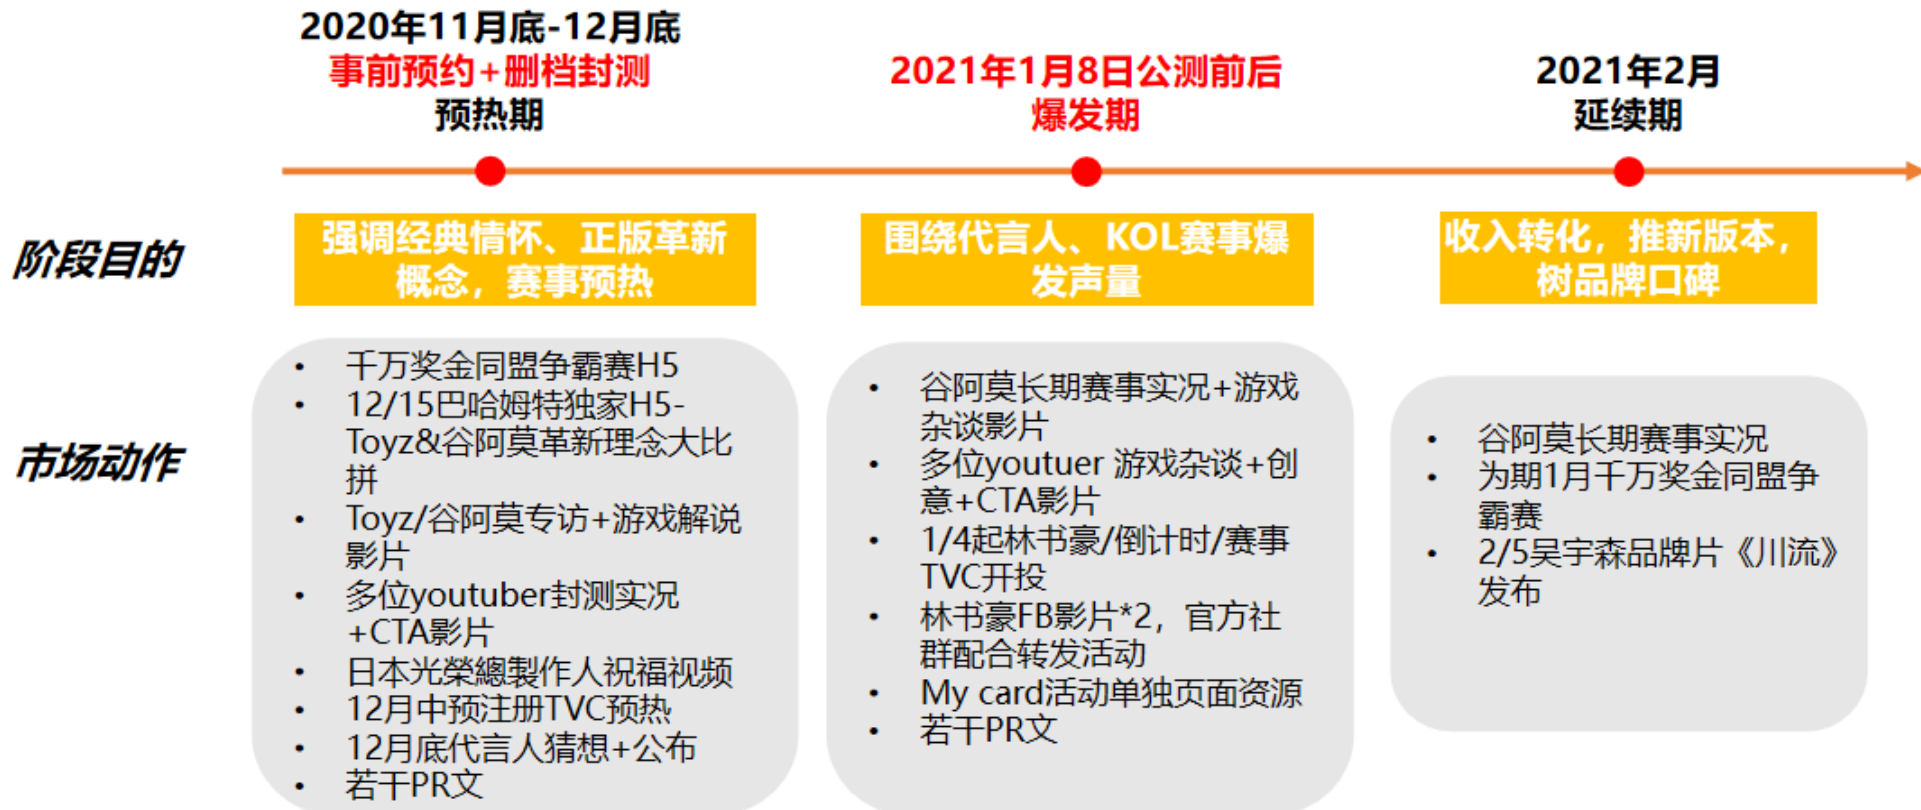 2020年11月底-12月底
事前预约+删档封测
预热期
2021年1月8日公测前后
爆发期
2021年2月
延续期
阶段目的
强调经典情怀、正版革新
概念，赛事预热
围绕代言人、KOL赛事爆
发声量
收入转化，推新版本，
树品牌口碑
市场动作
• 千万奖金同盟争霸赛H5
• 12/15巴哈姆特独家H5-
Toyz&谷阿莫革新理念大比
拼
• Toyz/谷阿莫专访+游戏解说
影片
• 多位youtuber封测实况
+CTA影片
• 日本光榮總製作人祝福视频
• 12月中预注册TVC预热
• 12月底代言人猜想+公布
• 若干PR文
• 谷阿莫长期赛事实况+游戏
杂谈影片
• 多位youtuer 游戏杂谈+创
意+CTA影片
• 1/4起林书豪/倒计时/赛事
TVC开投
• 林书豪FB影片*2，官方社
群配合转发活动
• My card活动单独页面资源
• 若干PR文
• 谷阿莫长期赛事实况
• 为期1月千万奖金同盟争
霸赛
• 2/5吴宇森品牌片《川流》
发布